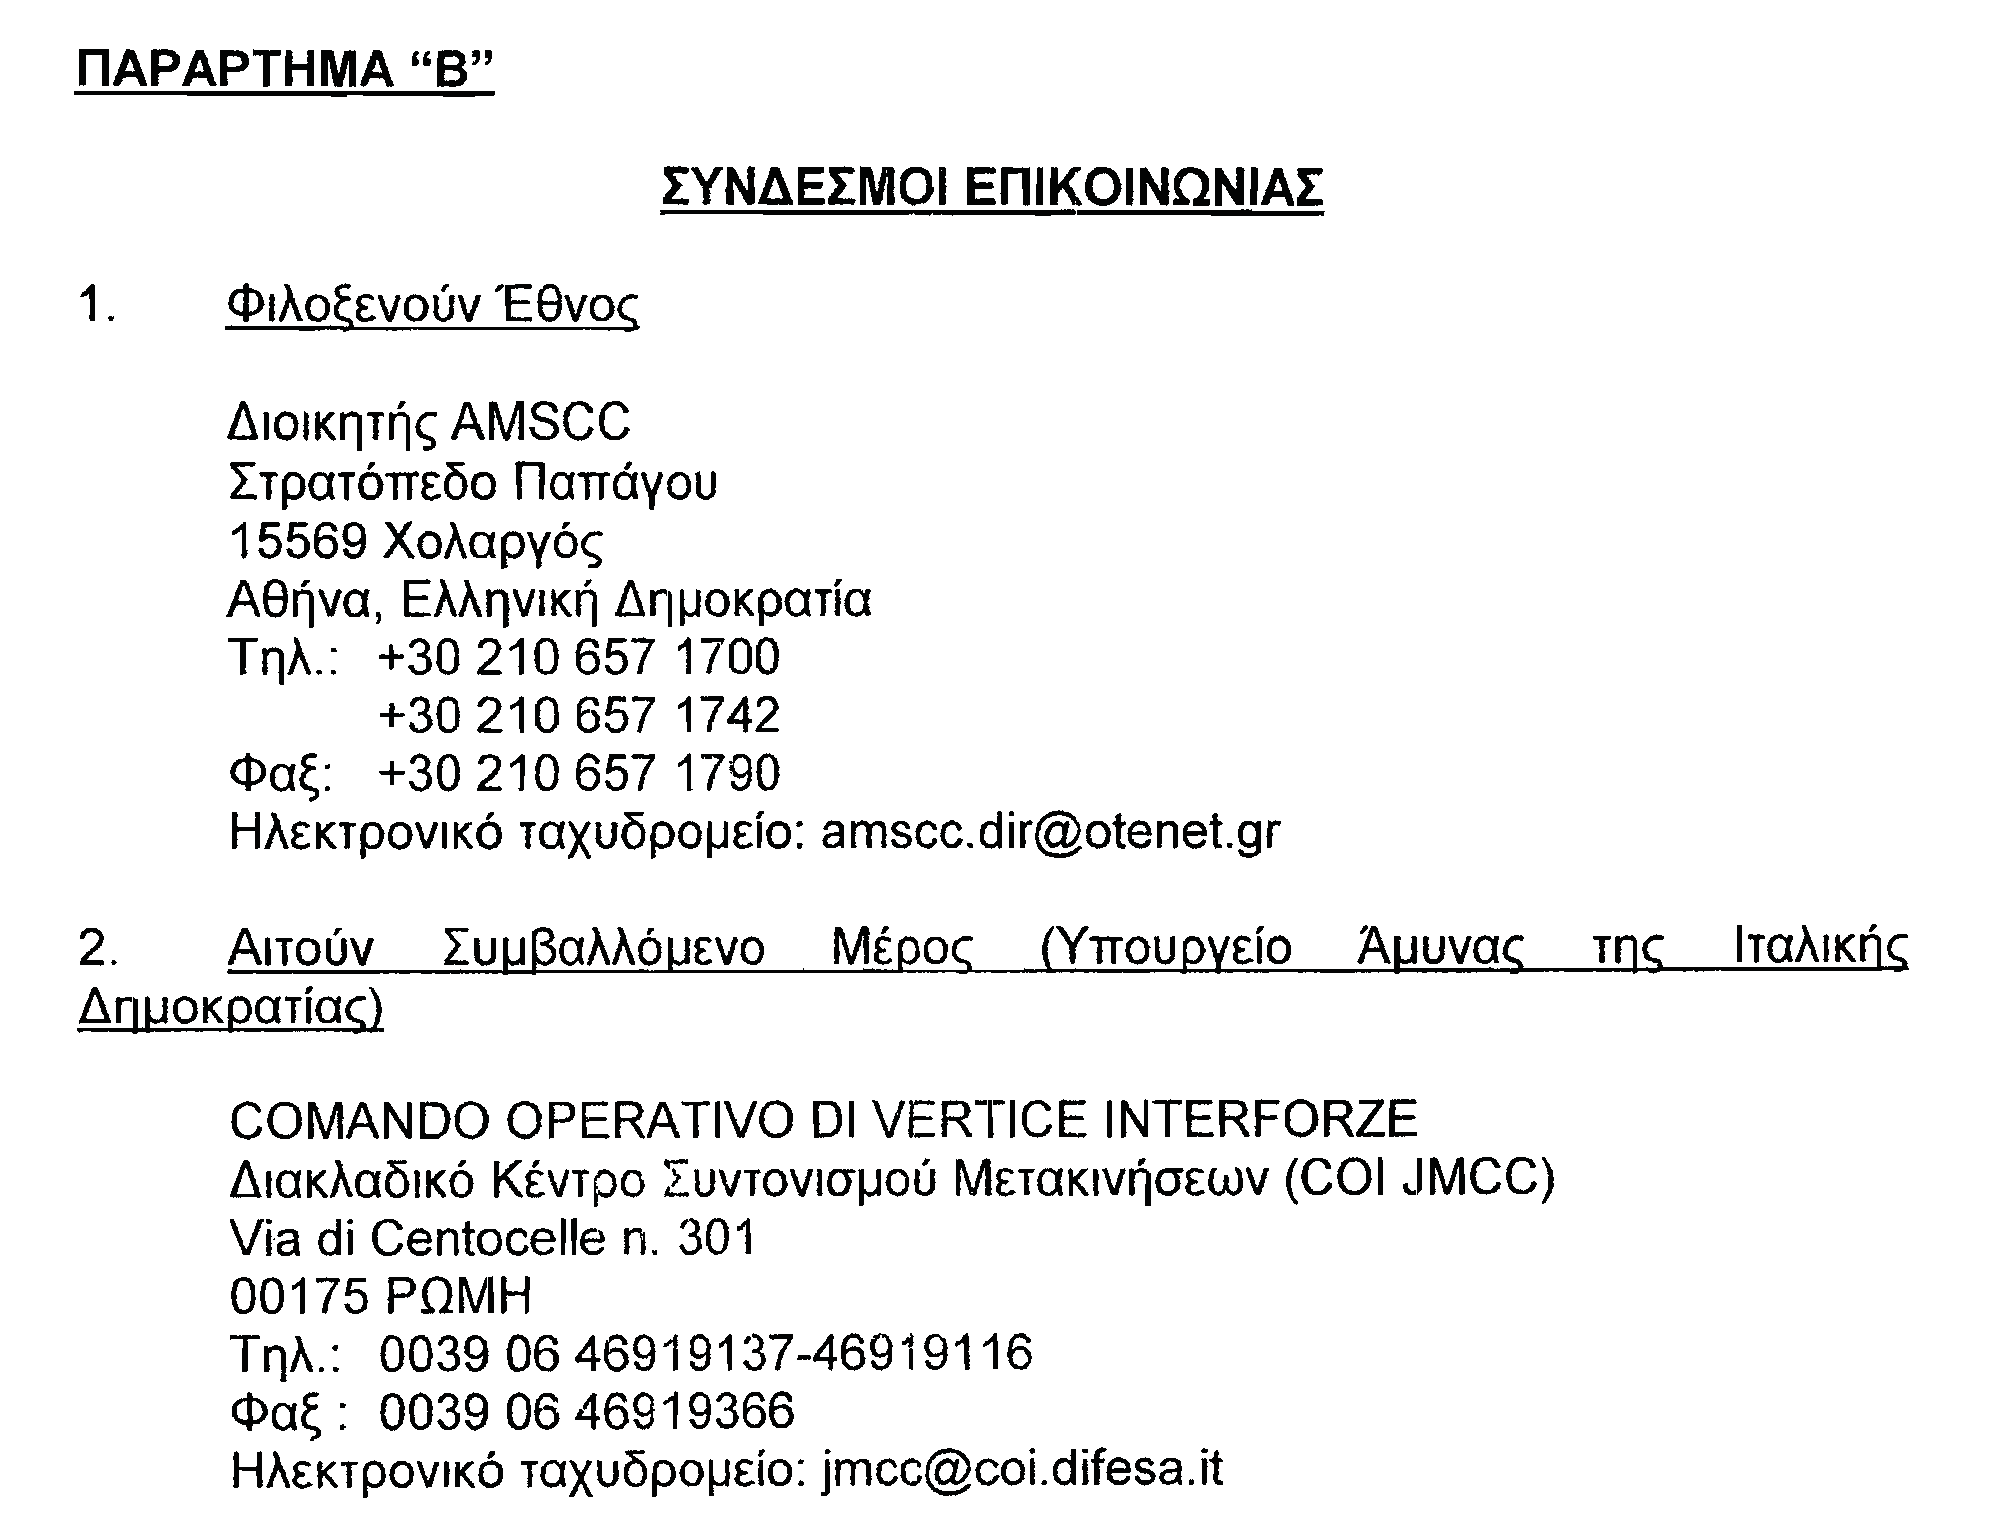 ΠΑΡΑΡΤΗΜΑ “Β”
ΣΥΝΔΕΣΜΟΙ ΕΠΙΚΟΙΝΩΝΙΑΣ
1. Φιλοξενούν Έθνος
Διοικητής AMSCC
Στρατόπεδο Παπάγου
15569 Χολαργός
Αθήνα, Ελληνική Δημοκρατία
Τηλ.: +30 210 657 1700
+30 210 657 1742
Φαξ: +30 210 657 1790
Ηλεκτρονικό ταχυδρομείο: amscc.dir@otenet.gr
2. Αιτούν Συμβαλλόμενο Μέρος (Υπουργείο Άμυνας της Ιταλικής
Δημοκρατίας)
COMANDO OPERATIVO DI VERTICE INTERFORZE
Διακλαδικό Κέντρο Συντονισμού Μετακινήσεων (COI JMCC)
Via di Centocelle n. 301
00175 ΡΩΜΗ
Τηλ.: 0039 06 46919137-46919116
Φαξ : 0039 06 46919366
Ηλεκτρονικό ταχυδρομείο: jmcc@coi.difesa.it